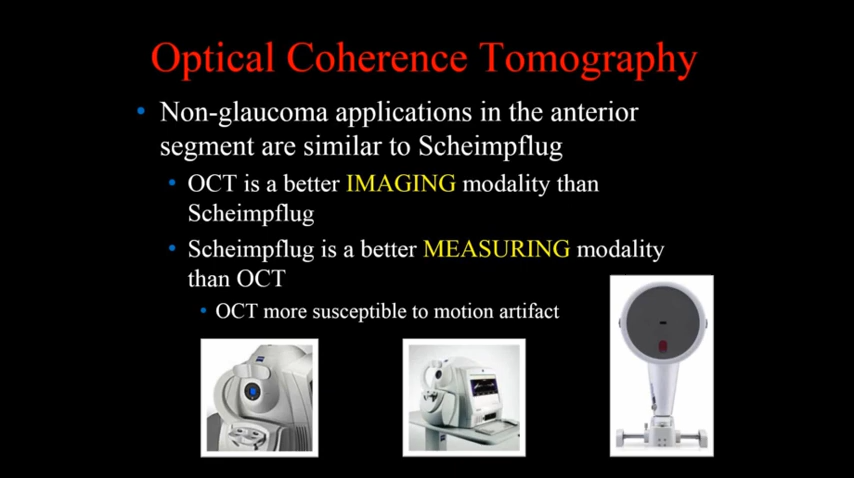 Optical Coherence Tomography
• Non-glaucoma applications in the anterior
segment are similar to Scheimpflug
• OCT is a better IMAGING modality than
Scheimpflug
• Scheimpflug is a better MEASURING modality
than OCT
• OCT more susceptible to motion artifact